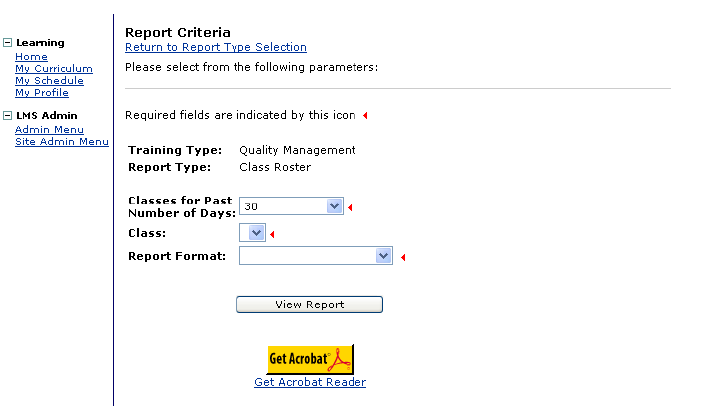 Learning
Home
My Curriculum
My Schedule
My Profile
LMS Admin
Admin Menu
Site Admin Menu
Report Criteria
Return to Report Type Selection
Please select from the following parameters:
Required fields are indicated by this icon
Training Type: Quality Management
Report Type: Class Roster
Classes for Past
Number of Days: 30
Class:
Report Format:
View Report
Get Acrobat®
Get Acrobat Reader